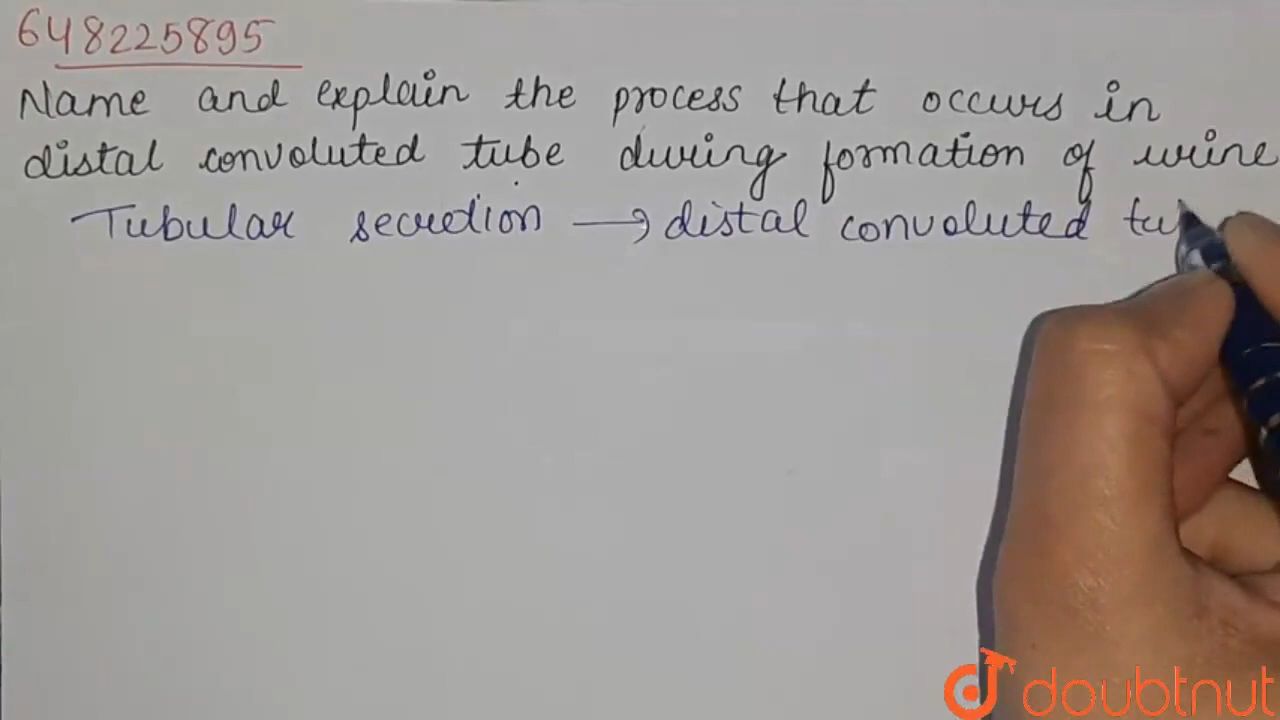 648225895
Name and explain the process that occurs in
distal convoluted tube during formation of urine
Tubular secretion → distal convoluted tu
doubtnut